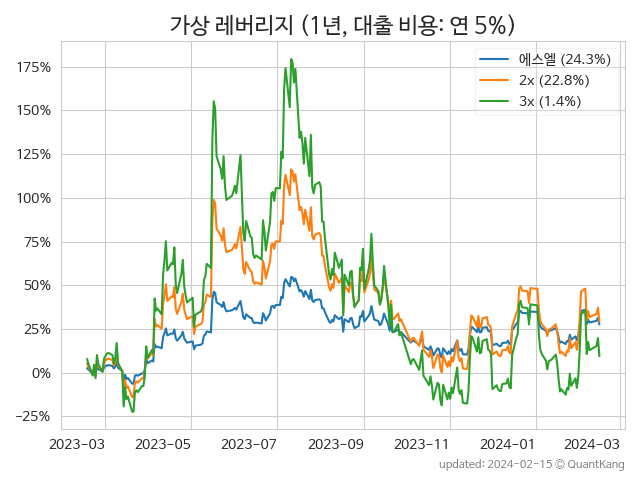 가상 레버리지 (1년, 대출 비용: 연 5%)
에스엘 (24.3%)
2x (22.8%)
3x (1.4%)
175%
150%
125%
100%
75%
50%
25%
0%
−25%
2023-03 2023-05 2023-07 2023-09 2023-11 2024-01 2024-03
updated: 2024-02-15 © QuantKang